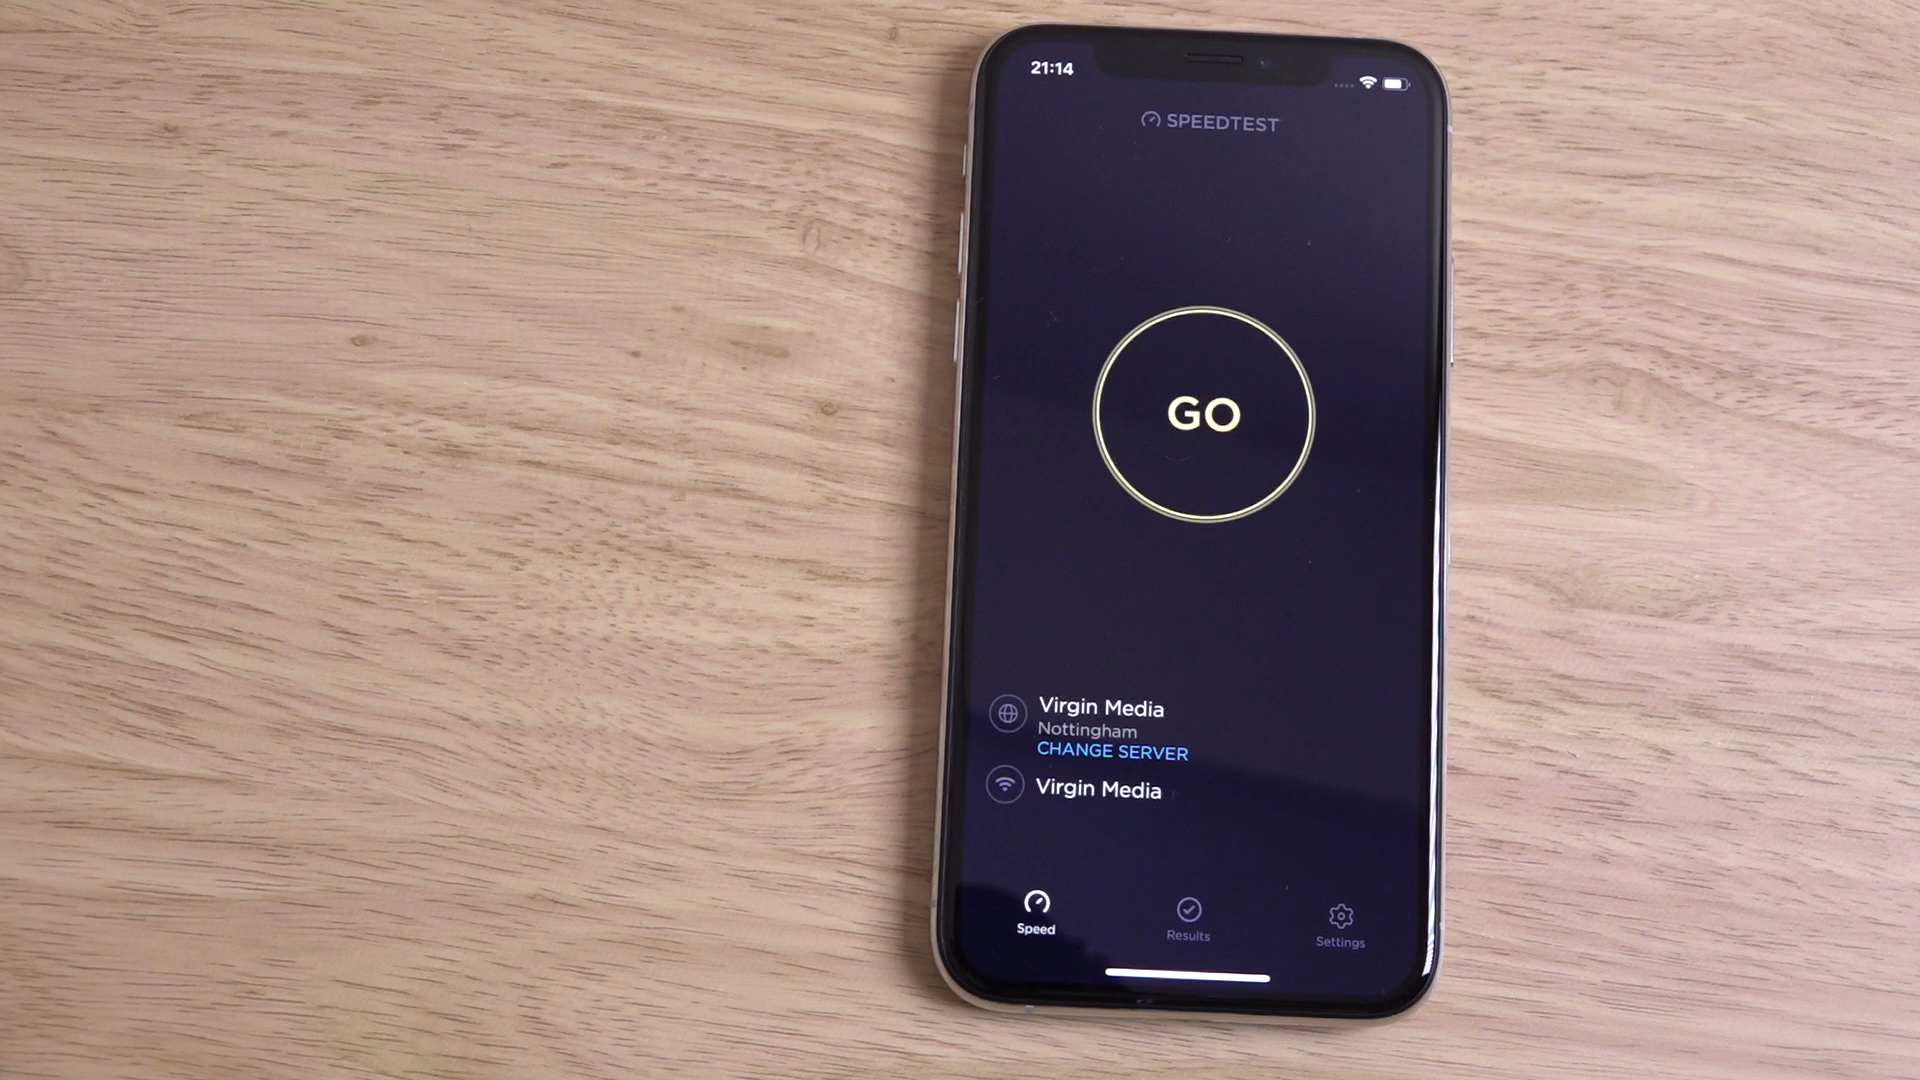 21:14
SPEEDTEST
GO
Virgin Media
Nottingham
CHANGE SERVER
Virgin Media
Speed
Results
Settings